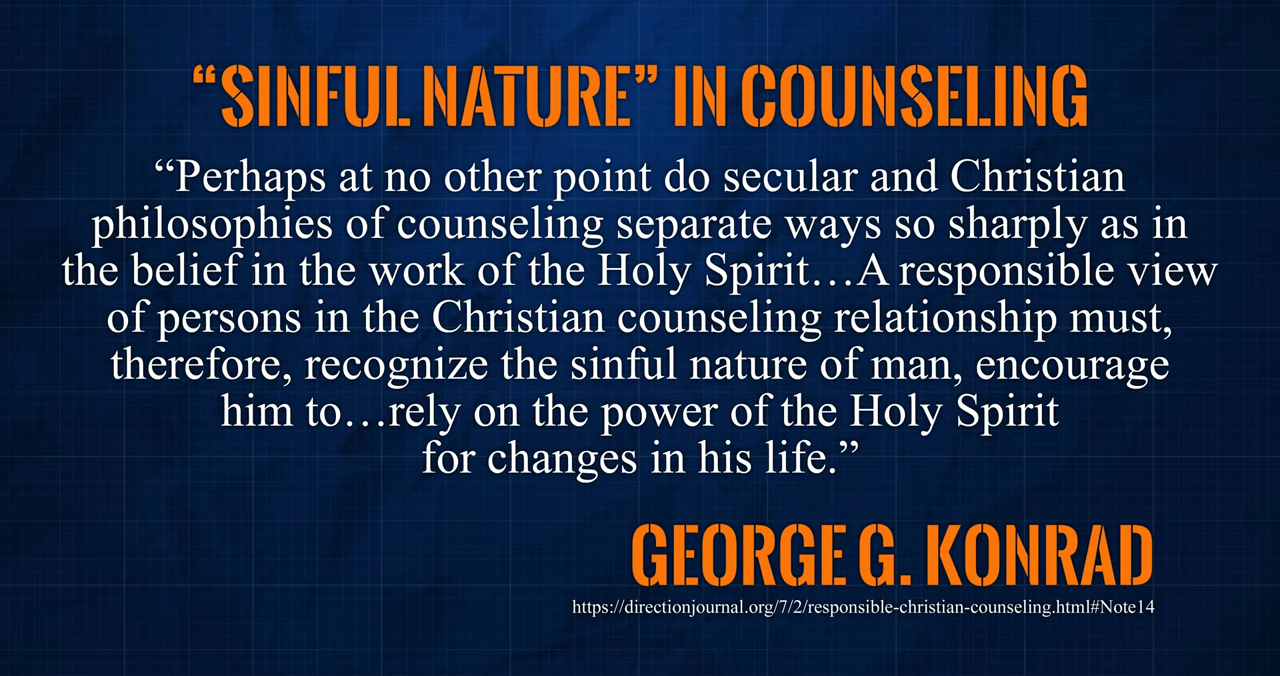 “SINFUL NATURE” IN COUNSELING
“Perhaps at no other point do secular and Christian
philosophies of counseling separate ways so sharply as in
the belief in the work of the Holy Spirit…A responsible view
of persons in the Christian counseling relationship must,
therefore, recognize the sinful nature of man, encourage
him to…rely on the power of the Holy Spirit
for changes in his life.”
GEORGE G. KONRAD
https://directionjournal.org/7/2/responsible-christian-counseling.html#Note14